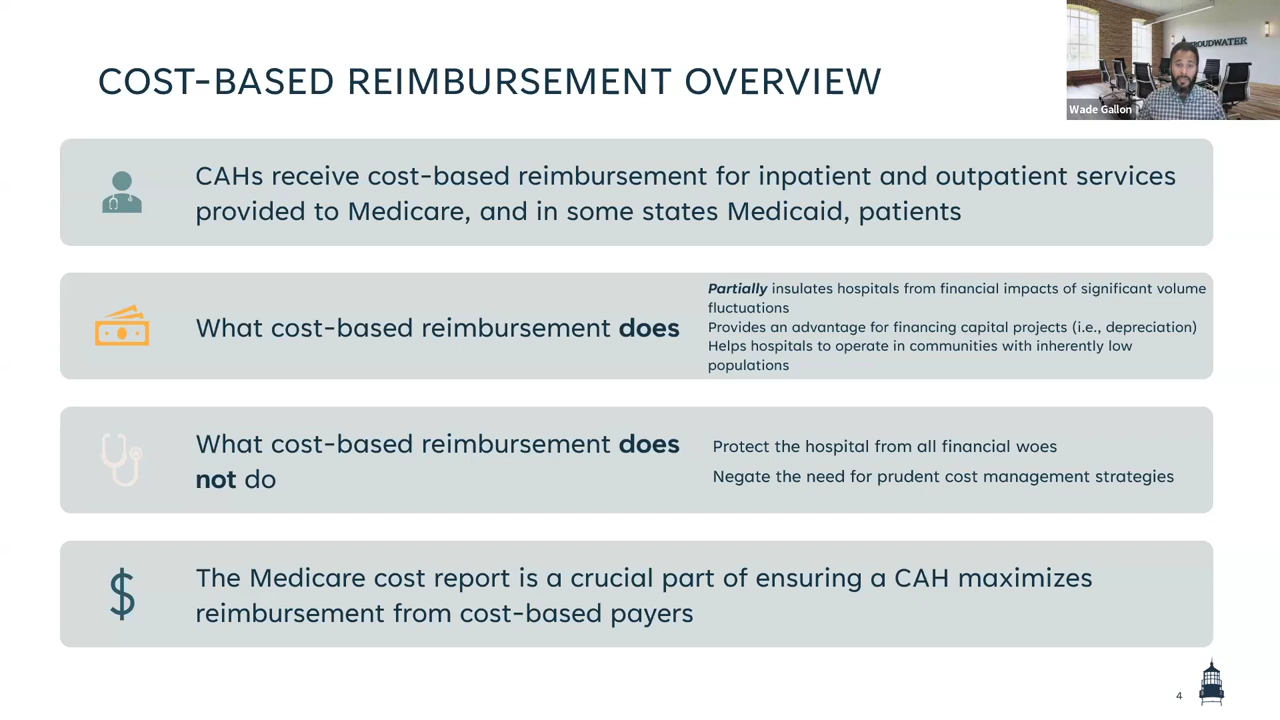 COST-BASED REIMBURSEMENT OVERVIEW
ROUDWATER
Wade Gallon
CAHs receive cost-based reimbursement for inpatient and outpatient services
provided to Medicare, and in some states Medicaid, patients
What cost-based reimbursement does
Partially insulates hospitals from financial impacts of significant volume
fluctuations
Provides an advantage for financing capital projects (i.e., depreciation)
Helps hospitals to operate in communities with inherently low
populations
What cost-based reimbursement does
not do
Protect the hospital from all financial woes
Negate the need for prudent cost management strategies
The Medicare cost report is a crucial part of ensuring a CAH maximizes
reimbursement from cost-based payers
4